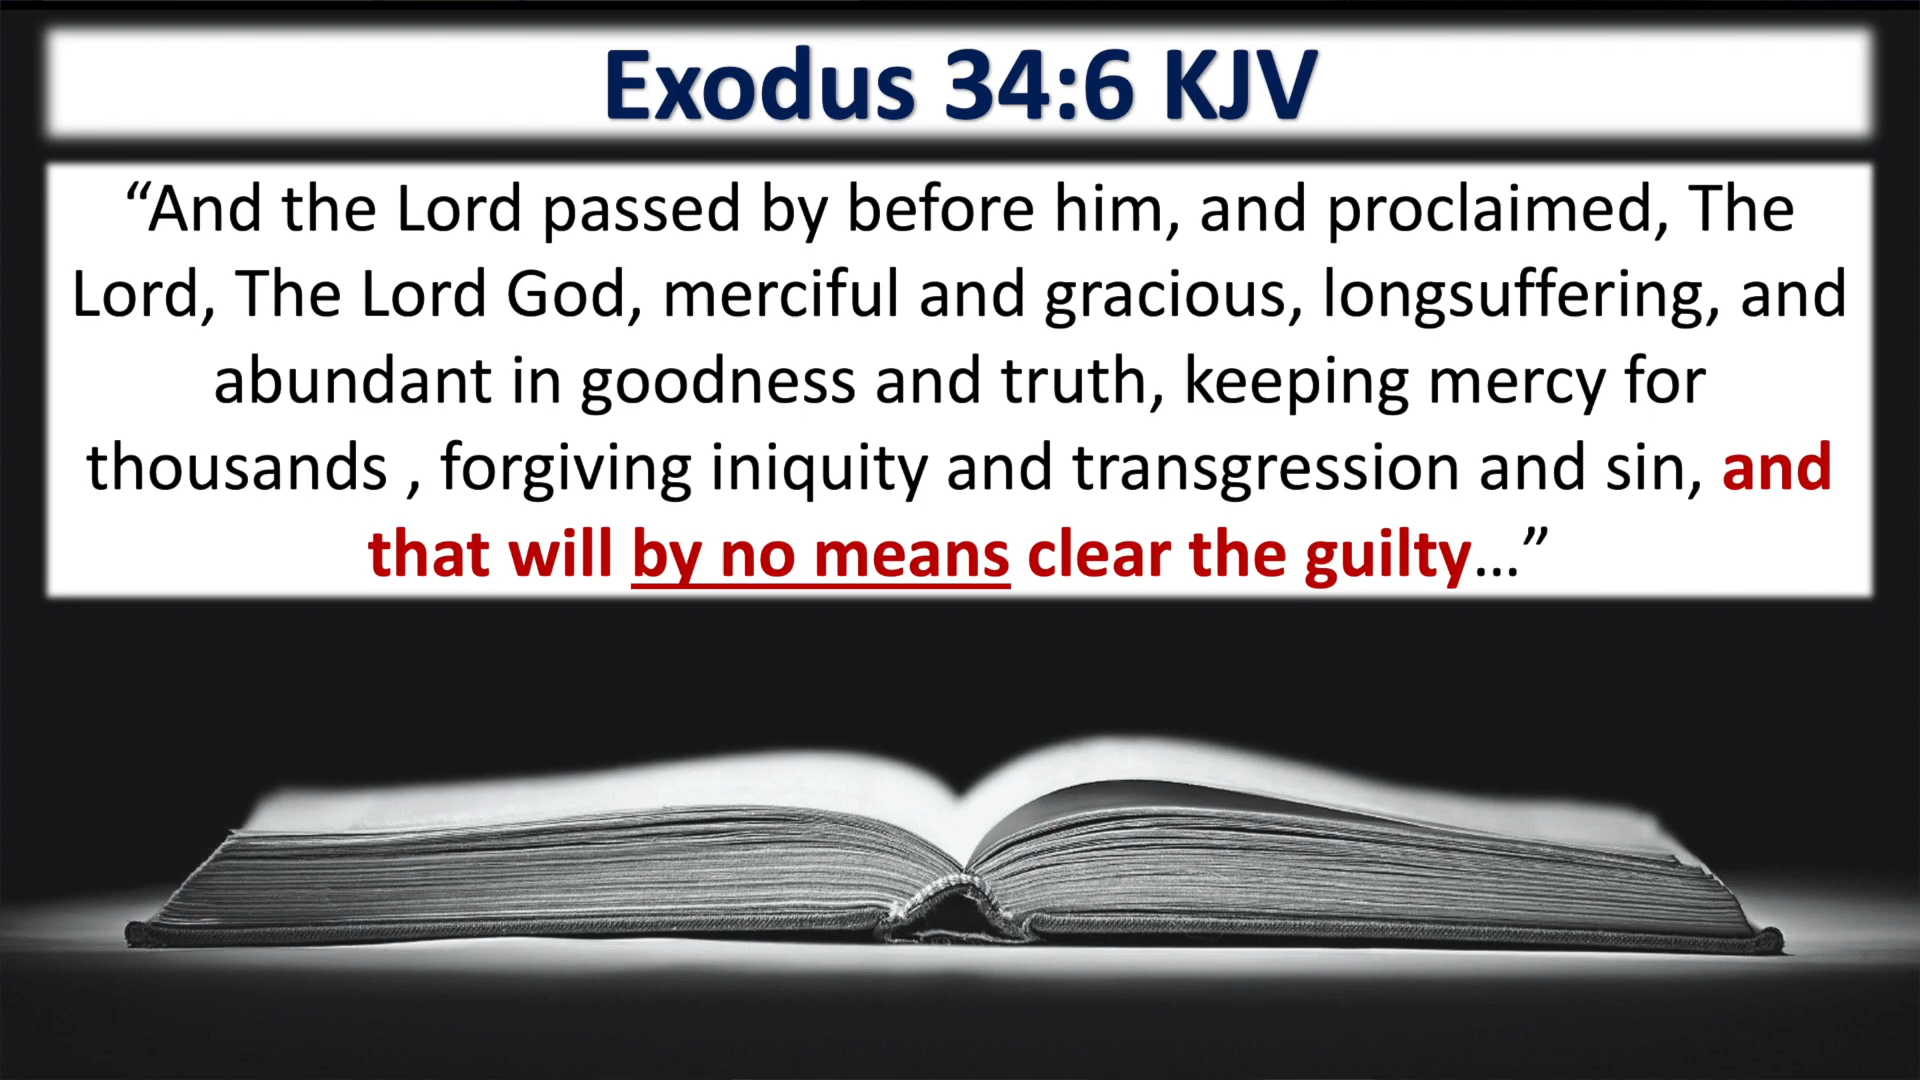 Exodus 34:6 KJV
“And the Lord passed by before him, and proclaimed, The
Lord, The Lord God, merciful and gracious, longsuffering, and
abundant in goodness and truth, keeping mercy for
thousands , forgiving iniquity and transgression and sin, and
that will by no means clear the guilty…”